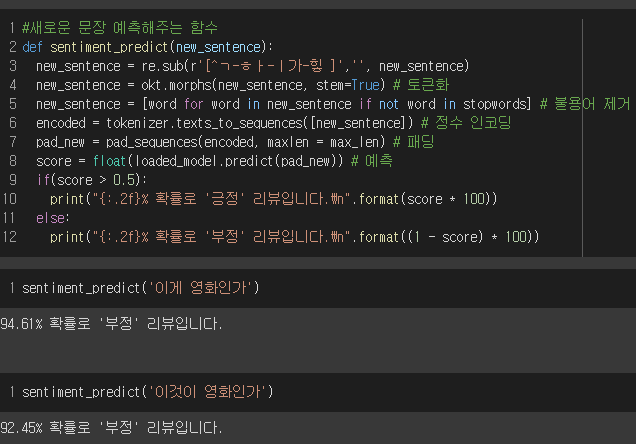 1 #새로운 문장 예측해주는 함수
2 def sentiment_predict(new_sentence):
3 new_sentence = re.sub(r'[^ㄱ-ㅎㅏ-ㅣ가-힣 ]','', new_sentence)
4 new_sentence = okt.morphs(new_sentence, stem=True) # 토큰화
5 new_sentence = [word for word in new_sentence if not word in stopwords] # 불용어 제거
6 encoded = tokenizer.texts_to_sequences([new_sentence]) # 정수 인코딩
7 pad_new = pad_sequences(encoded, maxlen = max_len) # 패딩
8 score = float(loaded_model.predict(pad_new)) # 예측
9 if(score > 0.5):
10 print("{:.2f}% 확률로 '긍정' 리뷰입니다.₩n".format(score * 100))
11 else:
12 print("{:.2f}% 확률로 '부정' 리뷰입니다.₩n".format((1 - score) * 100))
1 sentiment_predict('이게 영화인가')
94.61% 확률로 '부정' 리뷰입니다.
1 sentiment_predict('이것이 영화인가')
92.45% 확률로 '부정' 리뷰입니다.